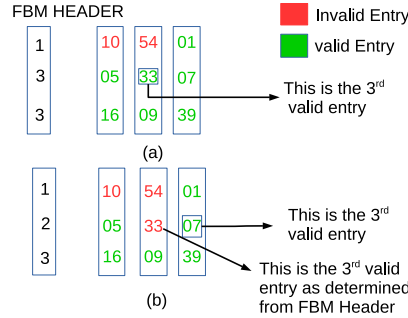 FBM HEADER
Invalid Entry
valid Entry
1 10 54 01
3 05 33 07
3 16 09 39
This is the 3rd
valid entry
(a)
1 10 54 01
2 05 33 07
3 16 09 39
This is the 3rd
valid entry
This is the 3rd valid
entry as determined
from FBM Header
(b)